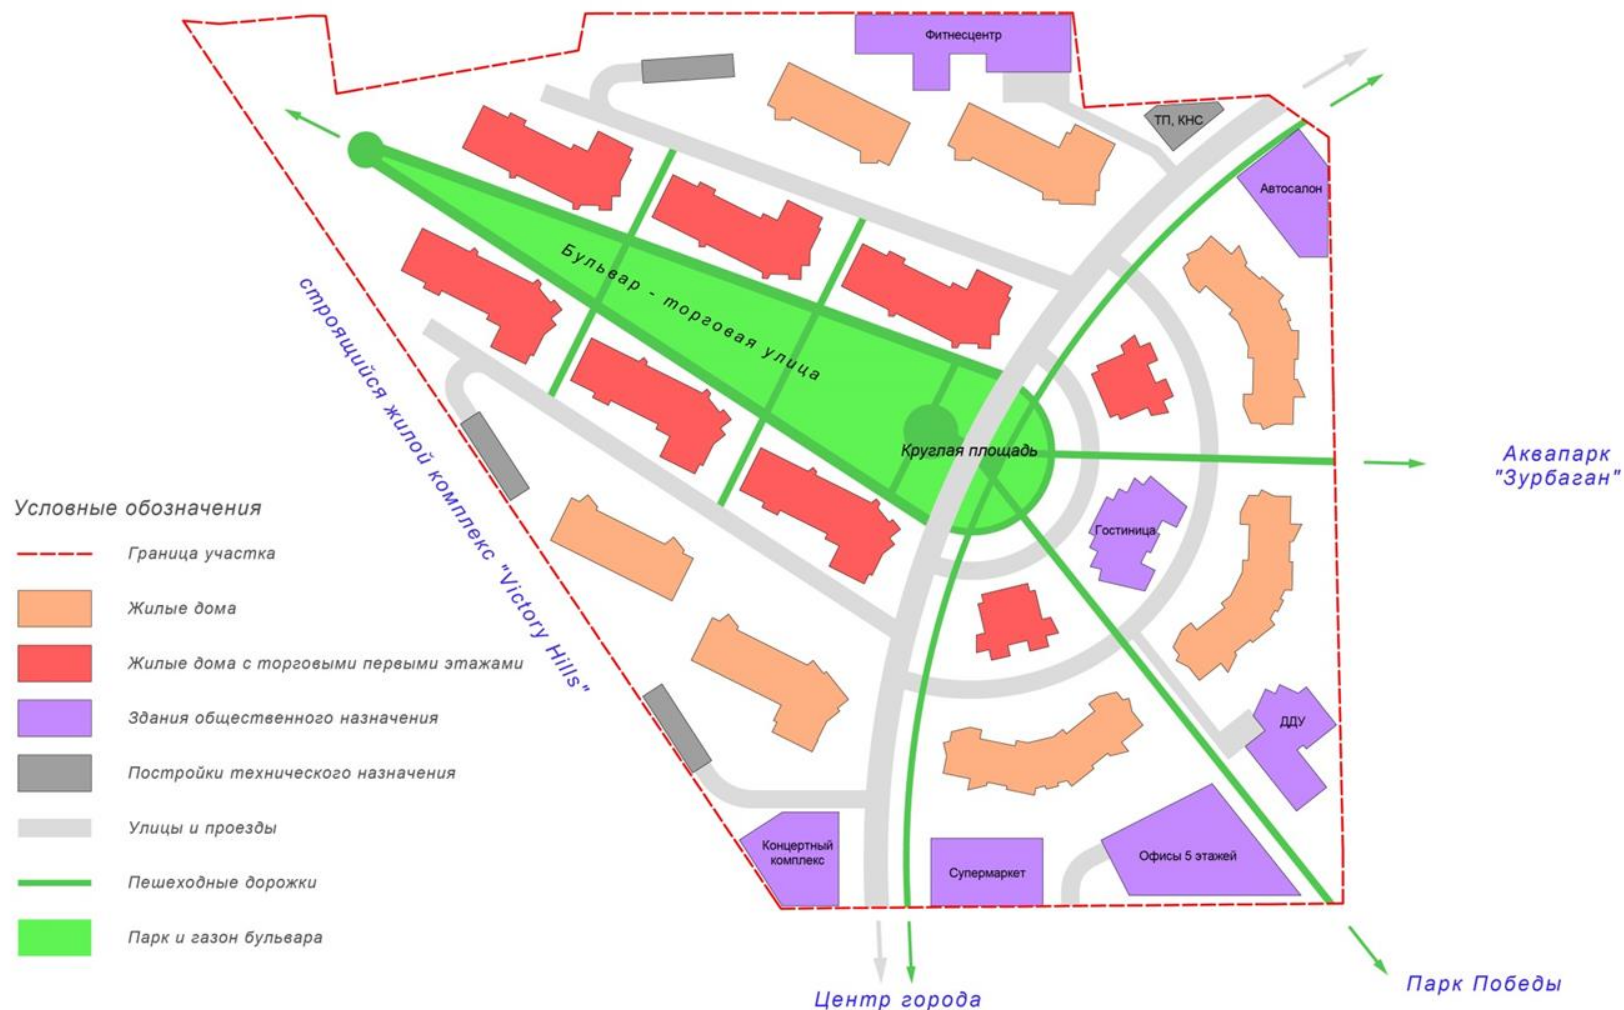 Фитнесцентр
ТП, КНС
Автосалон
Бульвар - торговая улица
строящийся жилой комплекс "Victory Hills"
Круглая площадь
Аквапарк
"Зурбаган"
Гостиница
ДДУ
Концертный
комплекс
Супермаркет
Офисы 5 этажей
Центр города
Парк Победы
Условные обозначения
Граница участка
Жилые дома
Жилые дома с торговыми первыми этажами
Здания общественного назначения
Постройки технического назначения
Улицы и проезды
Пешеходные дорожки
Парк и газон бульвара